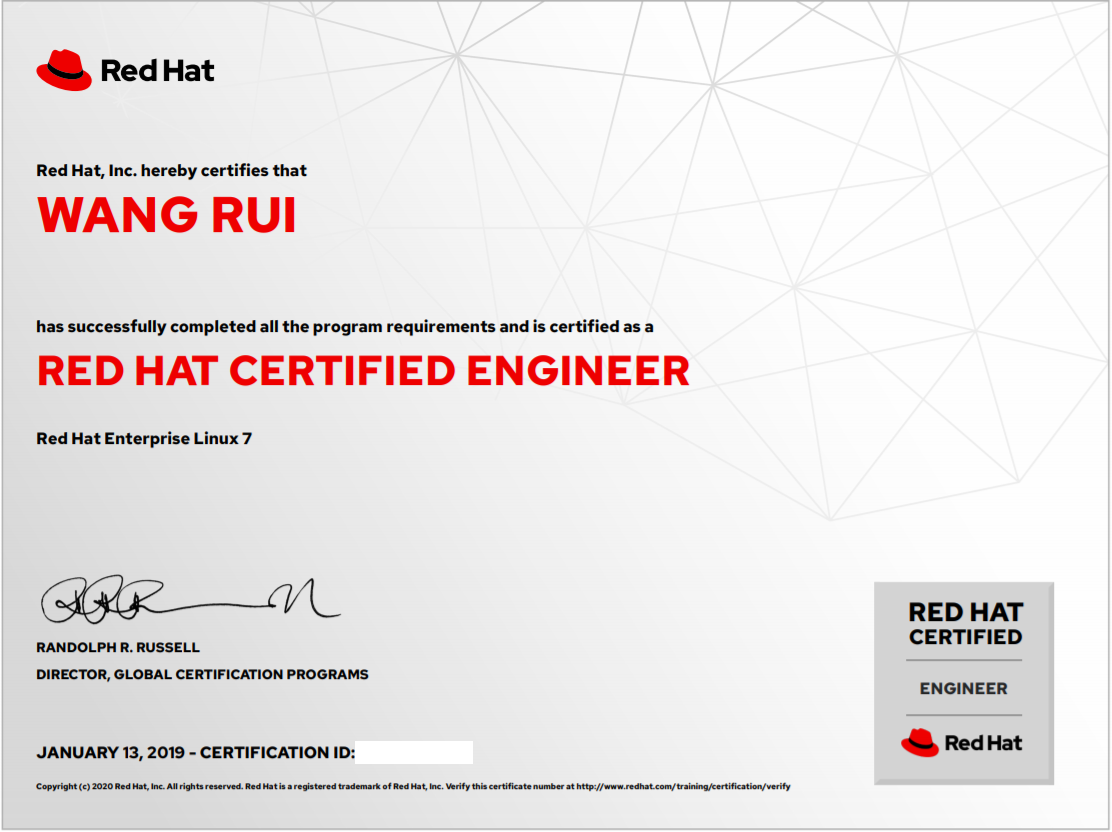 Red Hat
Red Hat, Inc. hereby certifies that
WANG RUI
has successfully completed all the program requirements and is certified as a
RED HAT CERTIFIED ENGINEER
Red Hat Enterprise Linux 7
RANDOLPH R. RUSSELL
DIRECTOR, GLOBAL CERTIFICATION PROGRAMS
JANUARY 13, 2019 - CERTIFICATION ID:
Copyright (c) 2020 Red Hat, Inc. All rights reserved. Red Hat is a registered trademark of Red Hat, Inc. Verify this certificate number at http://www.redhat.com/training/certification/verify
RED HAT
CERTIFIED
ENGINEER
Red Hat